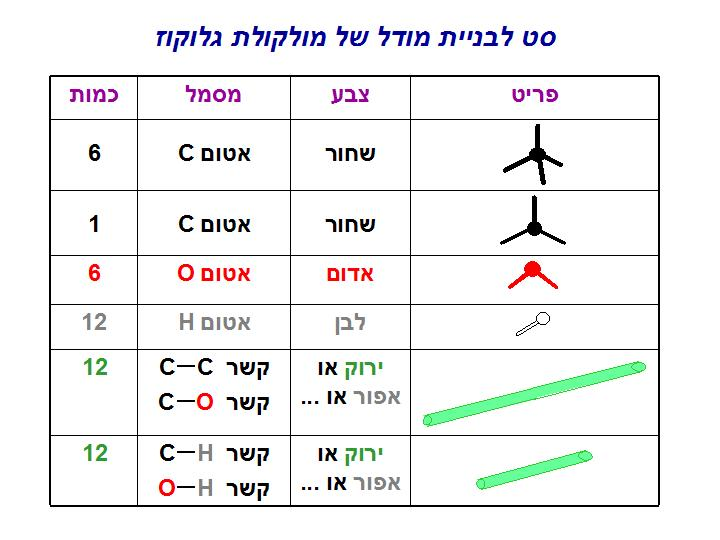 סט לבניית מודל של מולקולת גלוקוז
פריט צבע מסמל כמות
שחור אטום C 6
שחור אטום C 1
אדום אטום O 6
לבן אטום H 12
ירוק או קשר C–C 12
אפור או ... קשר C–O
ירוק או קשר C–H 12
אפור או ... קשר O–H